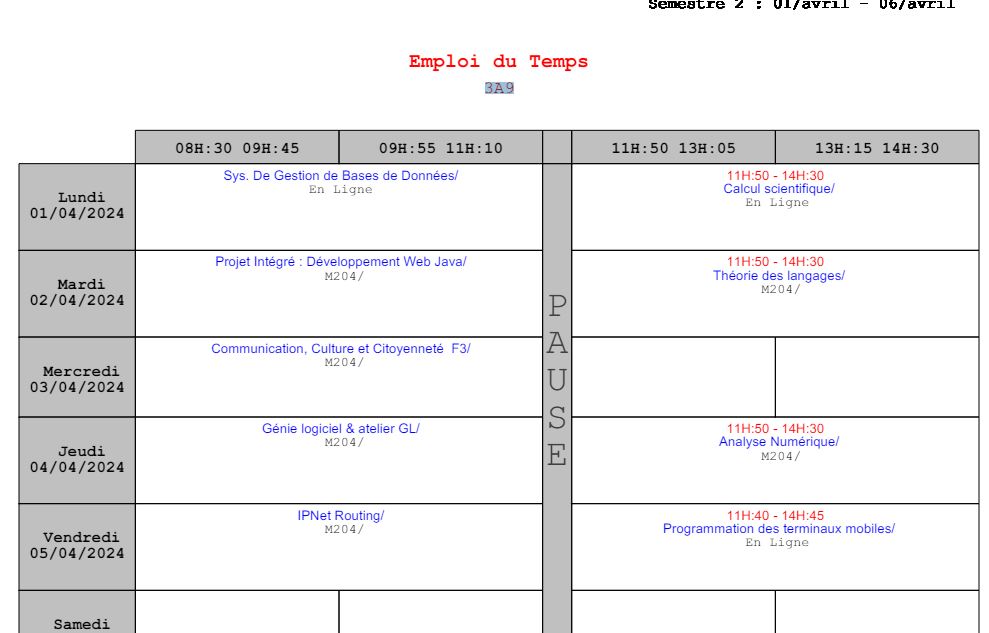 Semestre 2 : 01/avril - 06/avril
Emploi du Temps
3A9
08H:30 09H:45 09H:55 11H:10 11H:50 13H:05 13H:15 14H:30
Lundi
01/04/2024
Sys. De Gestion de Bases de Données/
En Ligne
11H:50 - 14H:30
Calcul scientifique/
En Ligne
Mardi
02/04/2024
Projet Intégré : Développement Web Java/
M204/
11H:50 - 14H:30
Théorie des langages/
M204/
PAUSE
Mercredi
03/04/2024
Communication, Culture et Citoyenneté  F3/
M204/
Jeudi
04/04/2024
Génie logiciel & atelier GL/
M204/
11H:50 - 14H:30
Analyse Numérique/
M204/
Vendredi
05/04/2024
IPNet Routing/
M204/
11H:40 - 14H:45
Programmation des terminaux mobiles/
En Ligne
Samedi